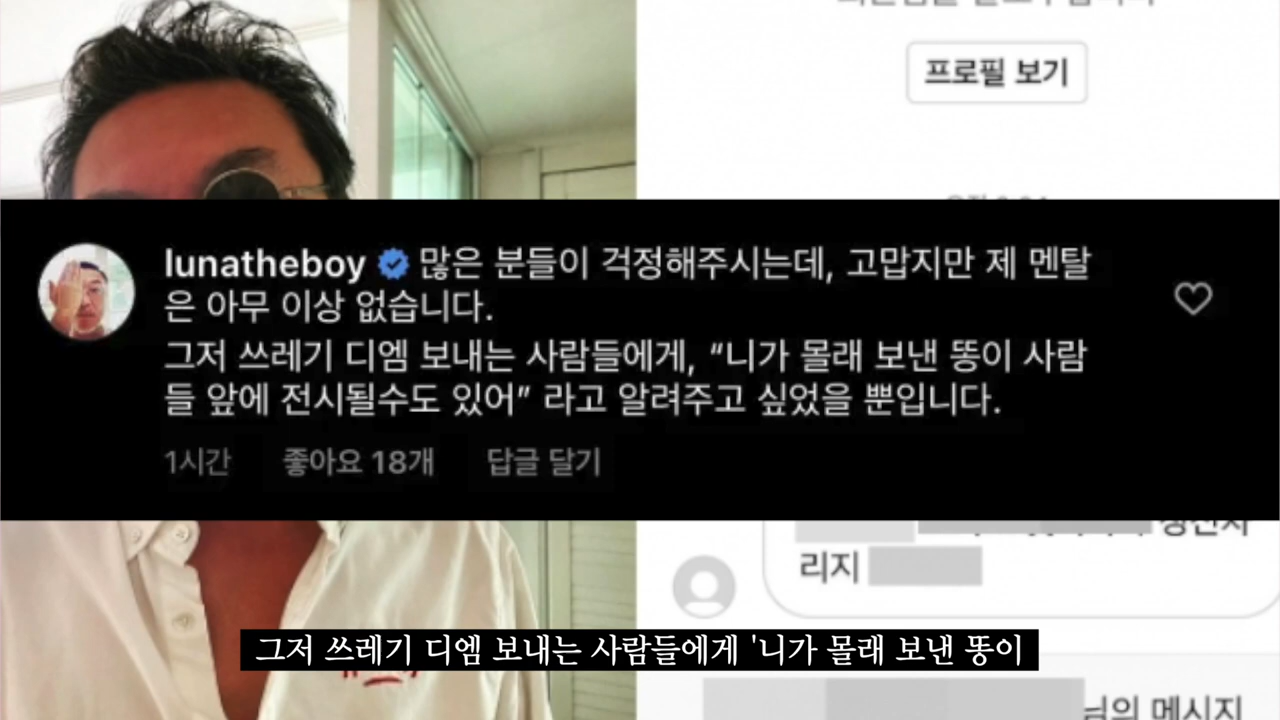 프로필 보기
lunatheboy 많은 분들이 걱정해주시는데, 고맙지만 제 멘탈
은 아무 이상 없습니다.
그저 쓰레기 디엠 보내는 사람들에게, “니가 몰래 보낸 똥이 사람
들 앞에 전시될수도 있어” 라고 알려주고 싶었을 뿐입니다.
1시간 좋아요 18개 답글 달기
리지
그저 쓰레기 디엠 보내는 사람들에게 '니가 몰래 보낸 똥이
님의 메시지